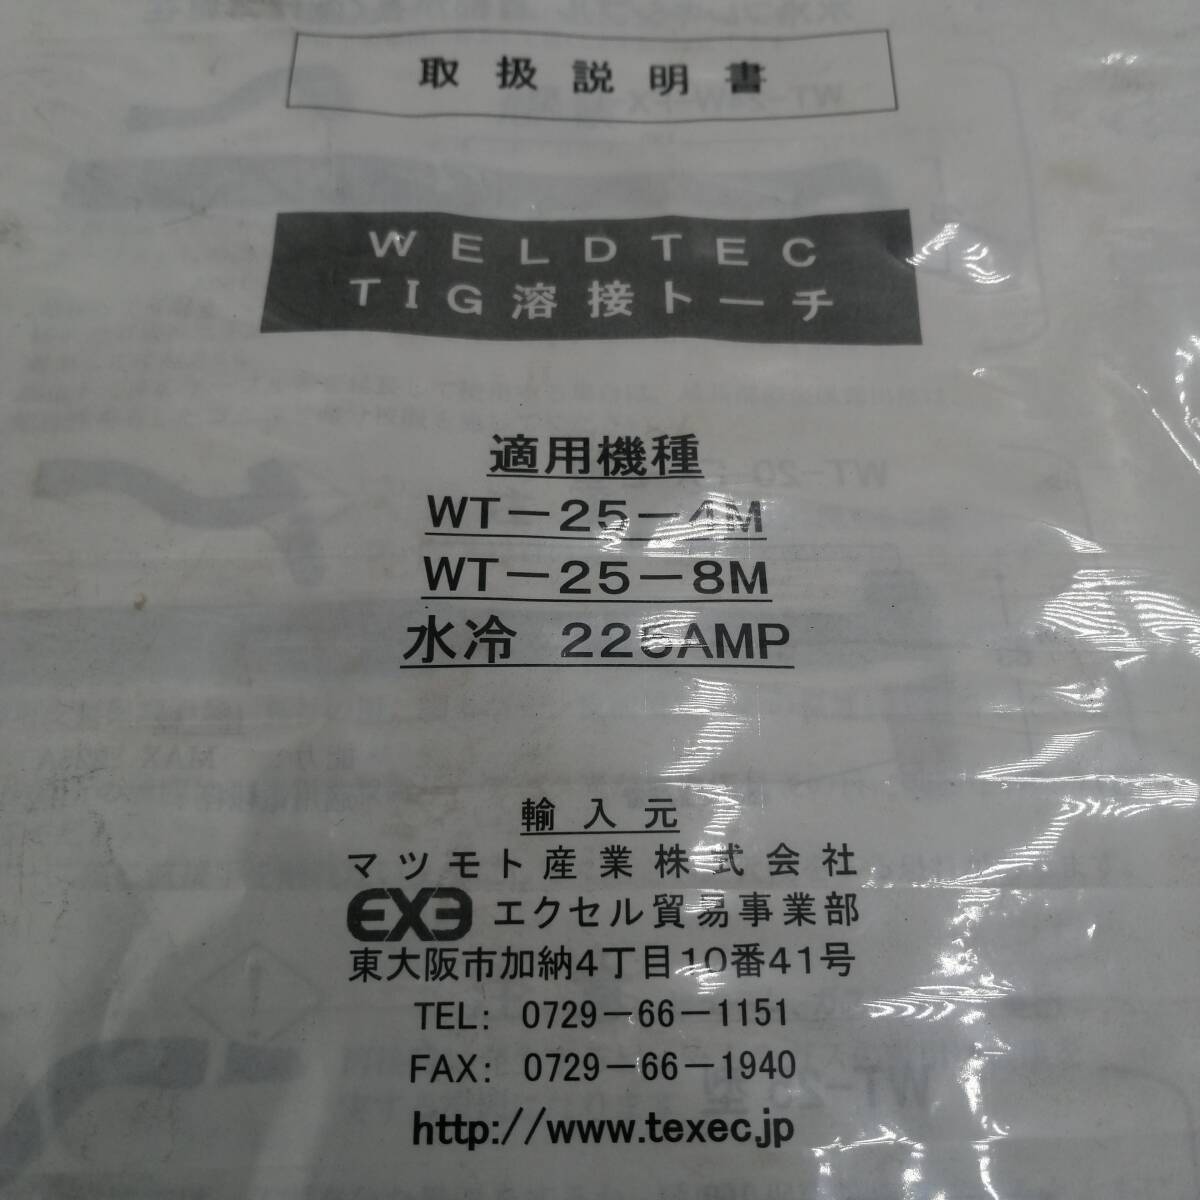 取扱説明書
WELDTEC
TIG溶接トーチ
適用機種
WT－25－4M
WT－25－8M
水冷 225AMP
輸入元
マツモト産業株式会社
EXE エクセル貿易事業部
東大阪市加納4丁目10番41号
TEL: 0729－66－1151
FAX: 0729－66－1940
http://www.texec.jp